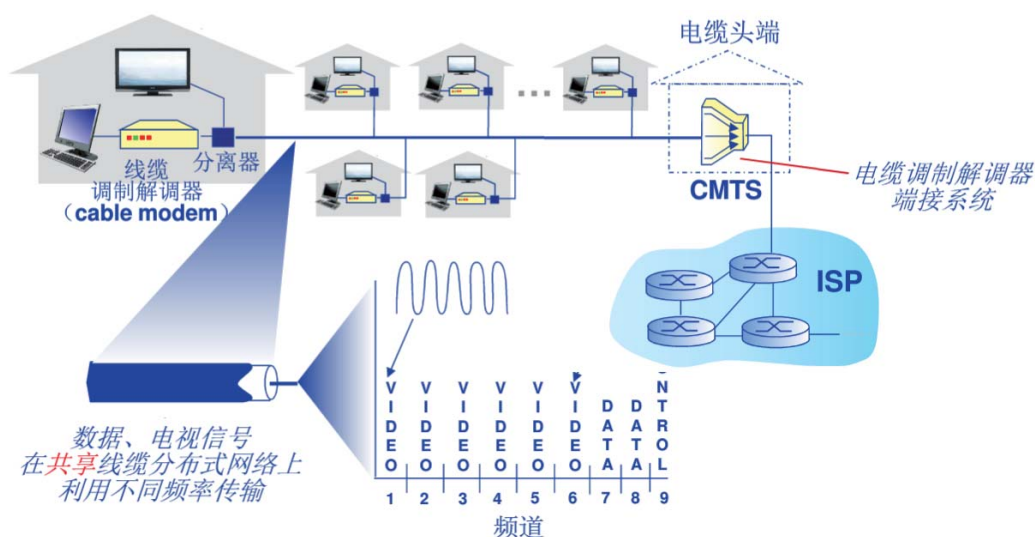 电缆头端
线缆
分离器
调制解调器
（cable modem）
CMTS
电缆调制解调器
端接系统
ISP
数据、电视信号
在共享线缆分布式网络上
利用不同频率传输
VIDEO
VIDEO
VIDEO
VIDEO
VIDEO
VIDEO
DATA
DATA
NTROL
1 2 3 4 5 6 7 8 9
频道